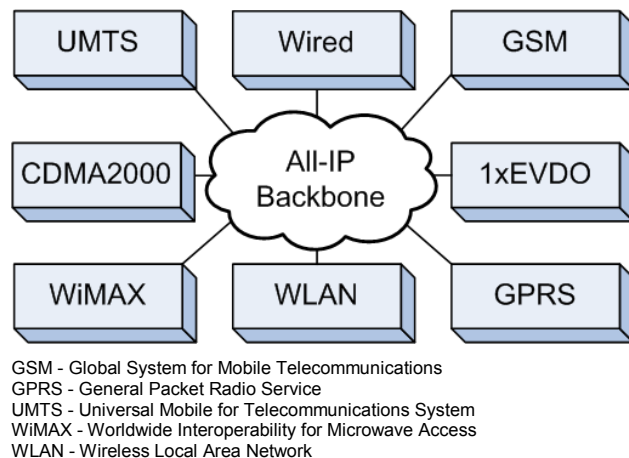 UMTS
Wired
GSM
CDMA2000
All-IP
Backbone
1xEVDO
WiMAX
WLAN
GPRS
GSM - Global System for Mobile Telecommunications
GPRS - General Packet Radio Service
UMTS - Universal Mobile for Telecommunications System
WiMAX - Worldwide Interoperability for Microwave Access
WLAN - Wireless Local Area Network